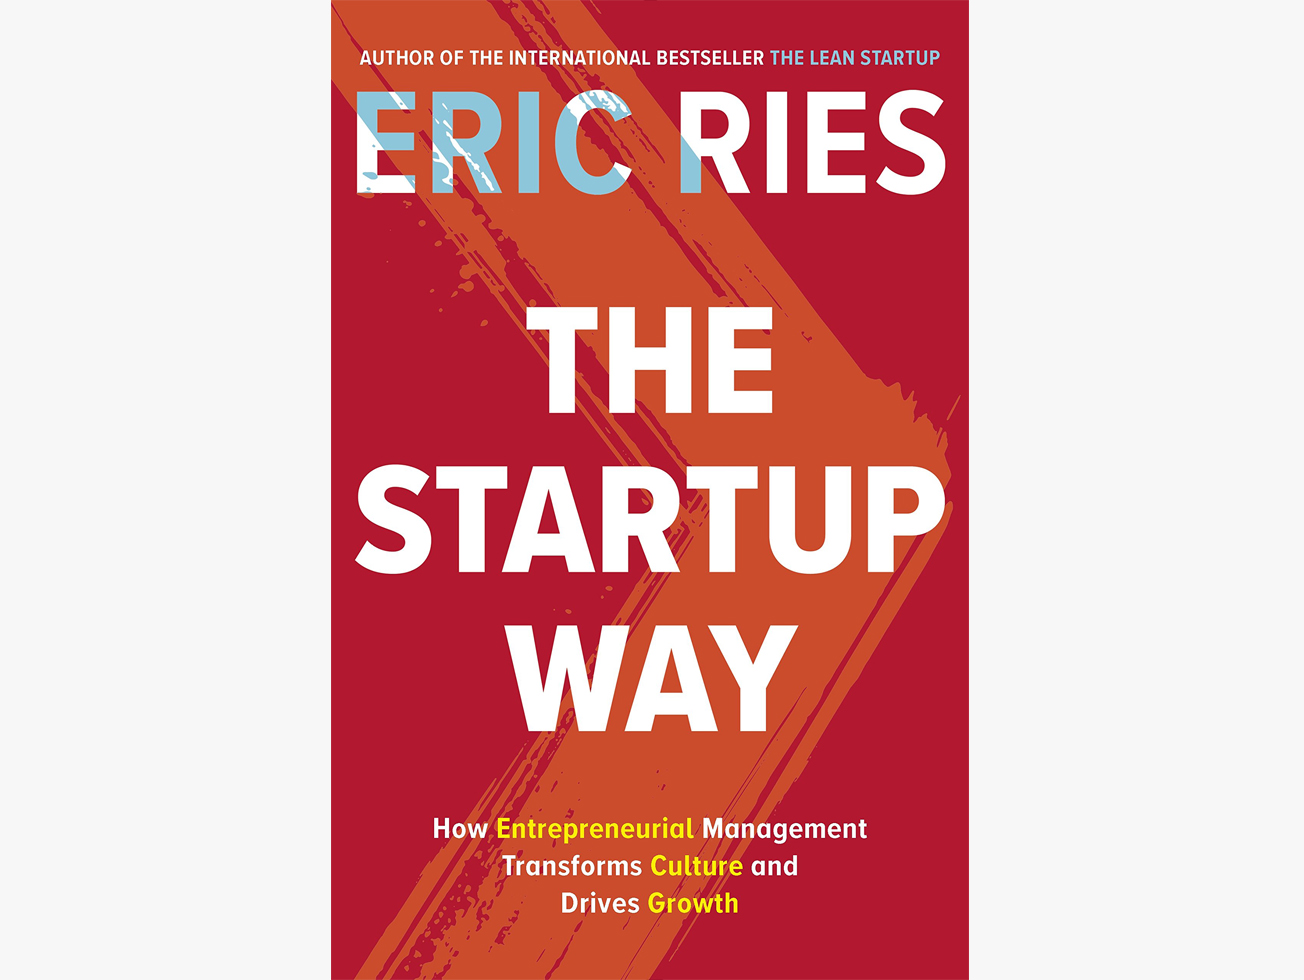 AUTHOR OF THE INTERNATIONAL BESTSELLER THE LEAN STARTUP
ERIC RIES
THE
STARTUP
WAY
How Entrepreneurial Management
Transforms Culture and
Drives Growth